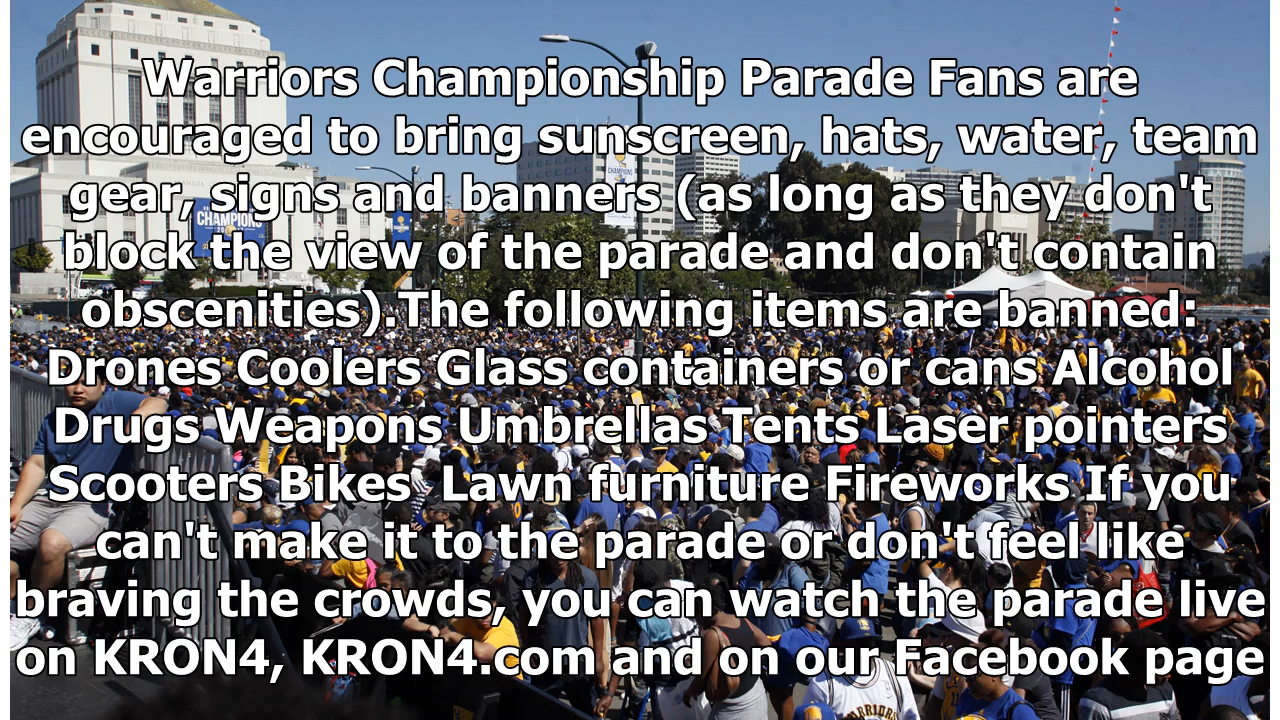 Warriors Championship Parade Fans are
encouraged to bring sunscreen, hats, water, team
gear, signs and banners (as long as they don't
block the view of the parade and don't contain
obscenities).The following items are banned:
Drones Coolers Glass containers or cans Alcohol
Drugs Weapons Umbrellas Tents Laser pointers
Scooters Bikes  Lawn furniture Fireworks If you
can't make it to the parade or don't feel like
braving the crowds, you can watch the parade live
on KRON4, KRON4.com and on our Facebook page
CHAMPIONS
WARRIORS